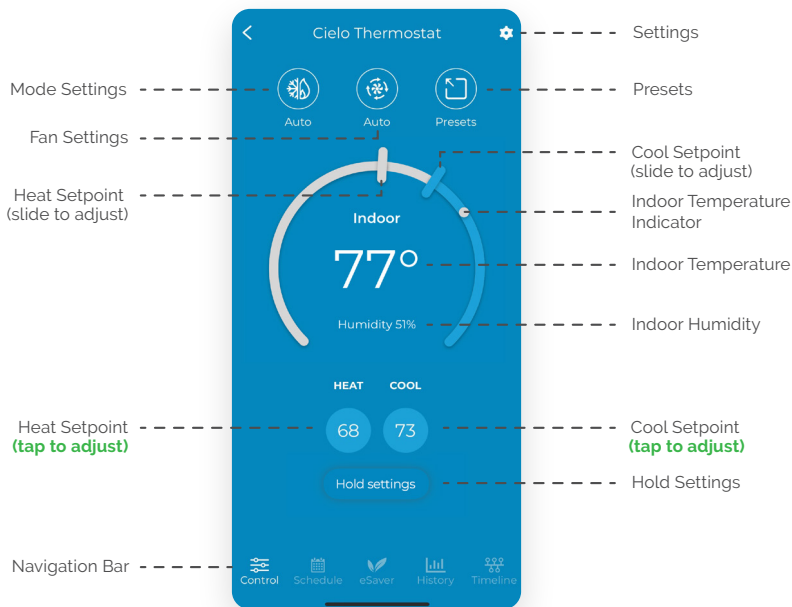 Cielo Thermostat
Settings
Mode Settings
Presets
Auto
Auto
Presets
Fan Settings
Cool Setpoint
(slide to adjust)
Heat Setpoint
(slide to adjust)
Indoor Temperature
Indicator
Indoor
77°
Indoor Temperature
Humidity 51%
Indoor Humidity
HEAT
COOL
Heat Setpoint
(tap to adjust)
68
73
Cool Setpoint
(tap to adjust)
Hold settings
Hold Settings
Navigation Bar
Control
Schedule
eSaver
History
Timeline